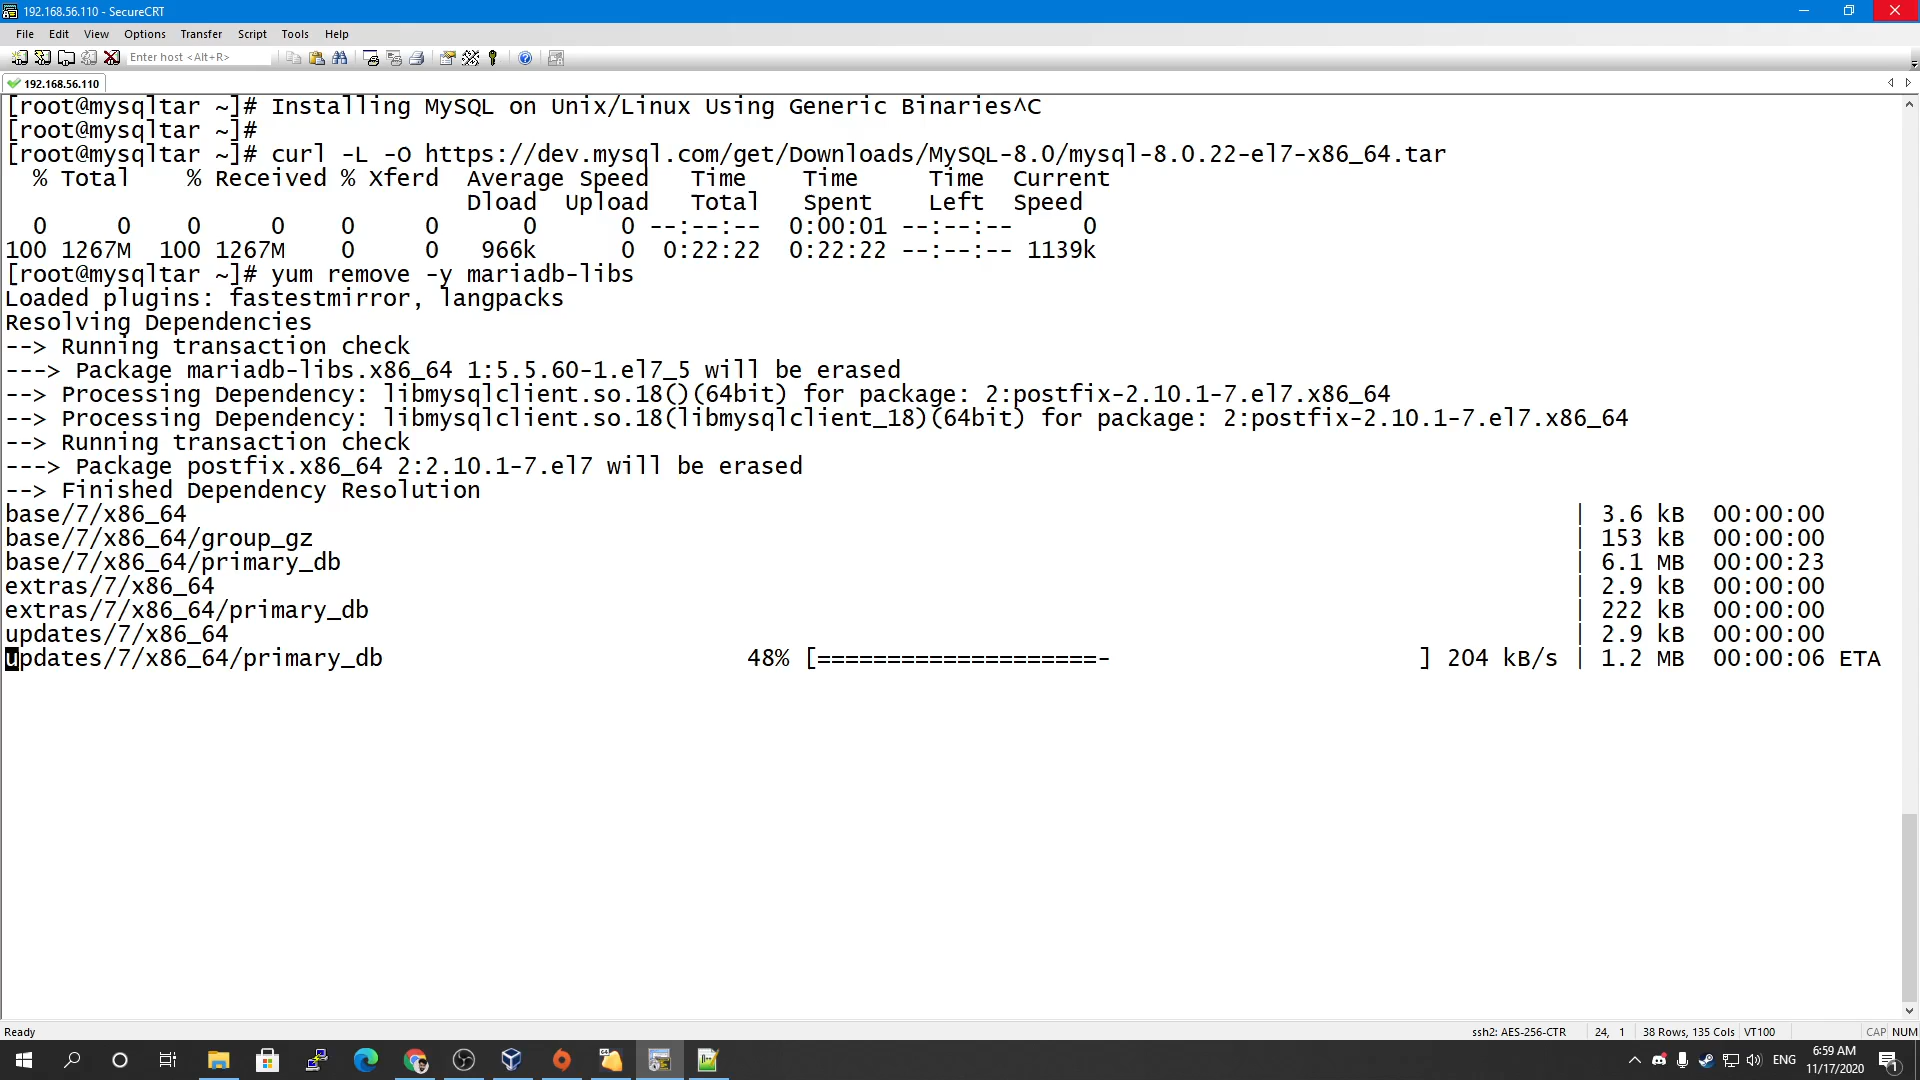 192.168.56.110 - SecureCRT
File Edit View Options Transfer Script Tools Help
Enter host <Alt+R>
192.168.56.110
[root@mysqltar ~]# Installing MySQL on Unix/Linux Using Generic Binaries^C
[root@mysqltar ~]#
[root@mysqltar ~]# curl -L -O https://dev.mysql.com/get/Downloads/MySQL-8.0/mysql-8.0.22-el7-x86_64.tar
% Total % Received % Xferd Average Speed Time Time Time Current
Dload Upload Total Spent Left Speed
0 0 0 0 0 0 0 0 --:--:-- 0:00:01 --:--:-- 0
100 1267M 100 1267M 0 0 966k 0 0:22:22 0:22:22 --:--:-- 1139k
[root@mysqltar ~]# yum remove -y mariadb-libs
Loaded plugins: fastestmirror, langpacks
Resolving Dependencies
--> Running transaction check
---> Package mariadb-libs.x86_64 1:5.5.60-1.el7_5 will be erased
--> Processing Dependency: libmysqlclient.so.18()(64bit) for package: 2:postfix-2.10.1-7.el7.x86_64
--> Processing Dependency: libmysqlclient.so.18(libmysqlclient_18)(64bit) for package: 2:postfix-2.10.1-7.el7.x86_64
--> Running transaction check
---> Package postfix.x86_64 2:2.10.1-7.el7 will be erased
--> Finished Dependency Resolution
base/7/x86_64 | 3.6 kB 00:00:00
base/7/x86_64/group_gz | 153 kB 00:00:00
base/7/x86_64/primary_db | 6.1 MB 00:00:23
extras/7/x86_64 | 2.9 kB 00:00:00
extras/7/x86_64/primary_db | 222 kB 00:00:00
updates/7/x86_64 | 2.9 kB 00:00:00
updates/7/x86_64/primary_db 48% [====================- ] 204 kB/s | 1.2 MB 00:00:06 ETA
Ready ssh2: AES-256-CTR 24, 1 38 Rows, 135 Cols VT100 CAP NUM
ENG 6:59 AM
11/17/2020
1